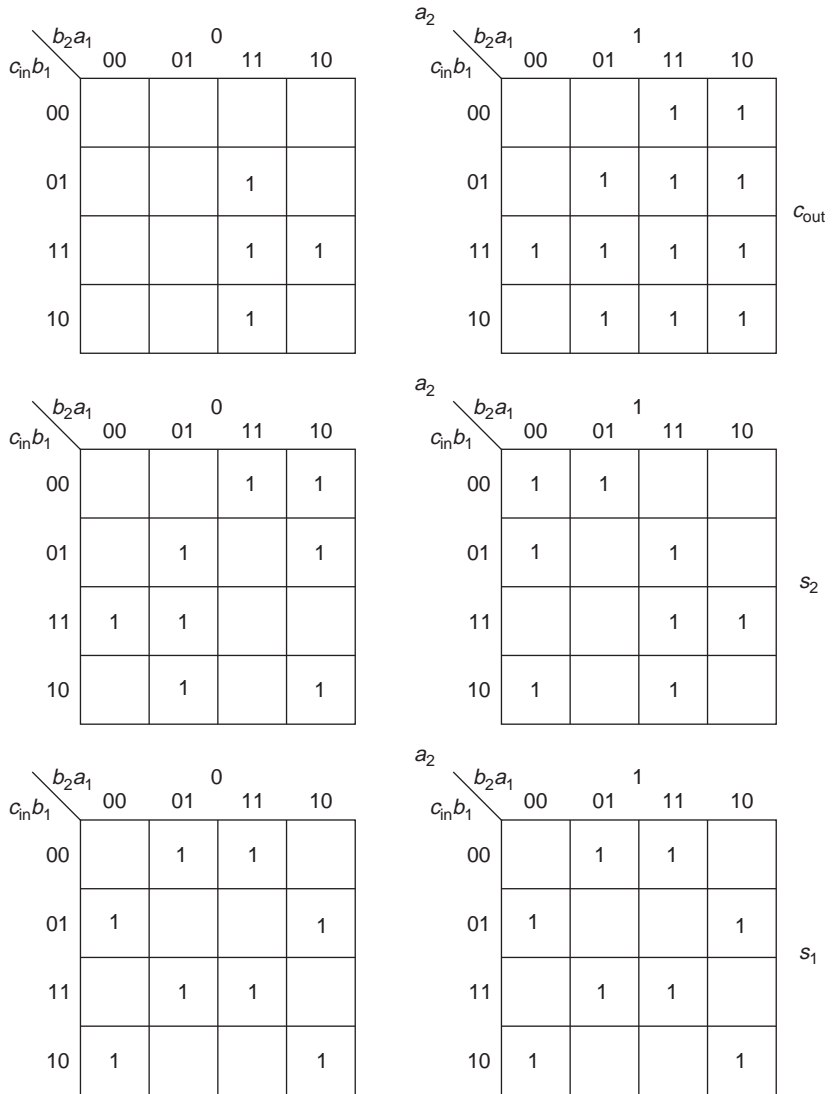 a2
b2a1 0 b2a1 1
cinb1 00 01 11 10 cinb1 00 01 11 10
00 00 1 1
01 1 01 1 1 1
cout
11 1 1 11 1 1 1 1
10 1 10 1 1 1
a2
b2a1 0 b2a1 1
cinb1 00 01 11 10 cinb1 00 01 11 10
00 1 1 00 1 1
01 1 1 01 1 1
s2
11 1 1 11 1 1
10 1 1 10 1 1
a2
b2a1 0 b2a1 1
cinb1 00 01 11 10 cinb1 00 01 11 10
00 1 1 00 1 1
01 1 1 01 1 1
s1
11 1 1 11 1 1
10 1 1 10 1 1